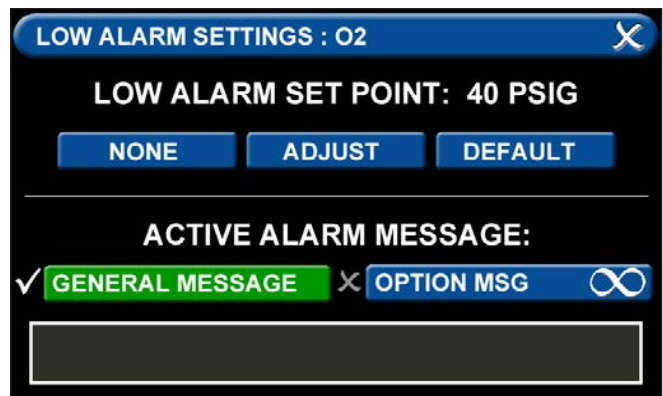 LOW ALARM SETTINGS : O2
LOW ALARM SET POINT: 40 PSIG
NONE ADJUST DEFAULT
ACTIVE ALARM MESSAGE:
GENERAL MESSAGE OPTION MSG